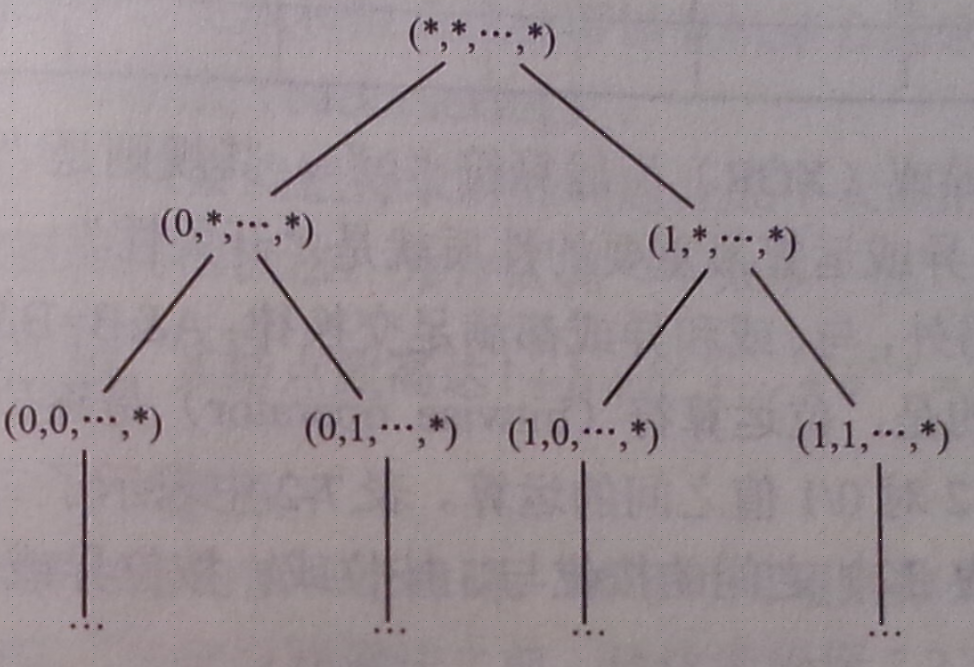 (*,*,⋯,*)
(0,*,⋯,*)
(1,*,⋯,*)
(0,0,⋯,*) (0,1,⋯,*) (1,0,⋯,*) (1,1,⋯,*)
… … … …